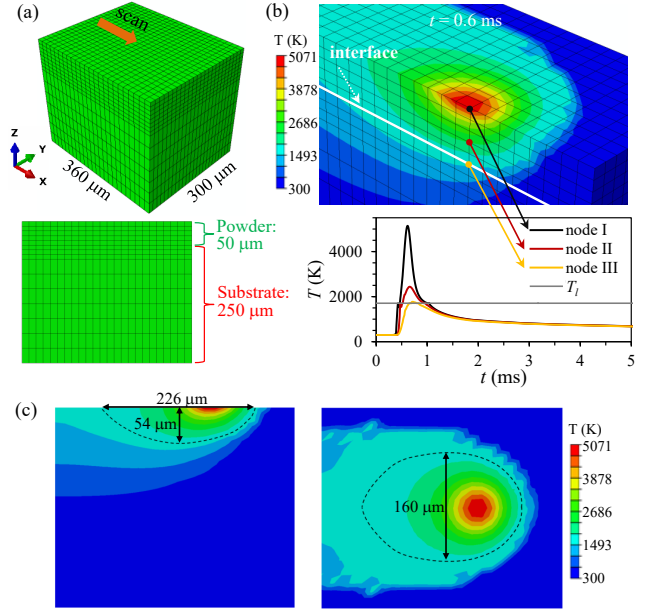 (a)
scan
Z
Y
X
360 μm
300 μm
Powder:
50 μm
Substrate:
250 μm
(b)
T (K)
5071
3878
2686
1493
300
t = 0.6 ms
interface
node I
node II
node III
T_l
T (K)
4000
2000
0
0 1 2 3 4 5
t (ms)
(c)
226 μm
54 μm
160 μm
T (K)
5071
3878
2686
1493
300